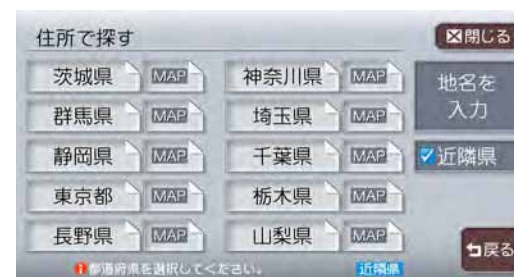 住所で探す
閉じる
茨城県 MAP 神奈川県 MAP
地名を
入力
群馬県 MAP 埼玉県 MAP
静岡県 MAP 千葉県 MAP
近隣県
東京都 MAP 栃木県 MAP
長野県 MAP 山梨県 MAP
戻る
都道府県を選択してください。
近隣県